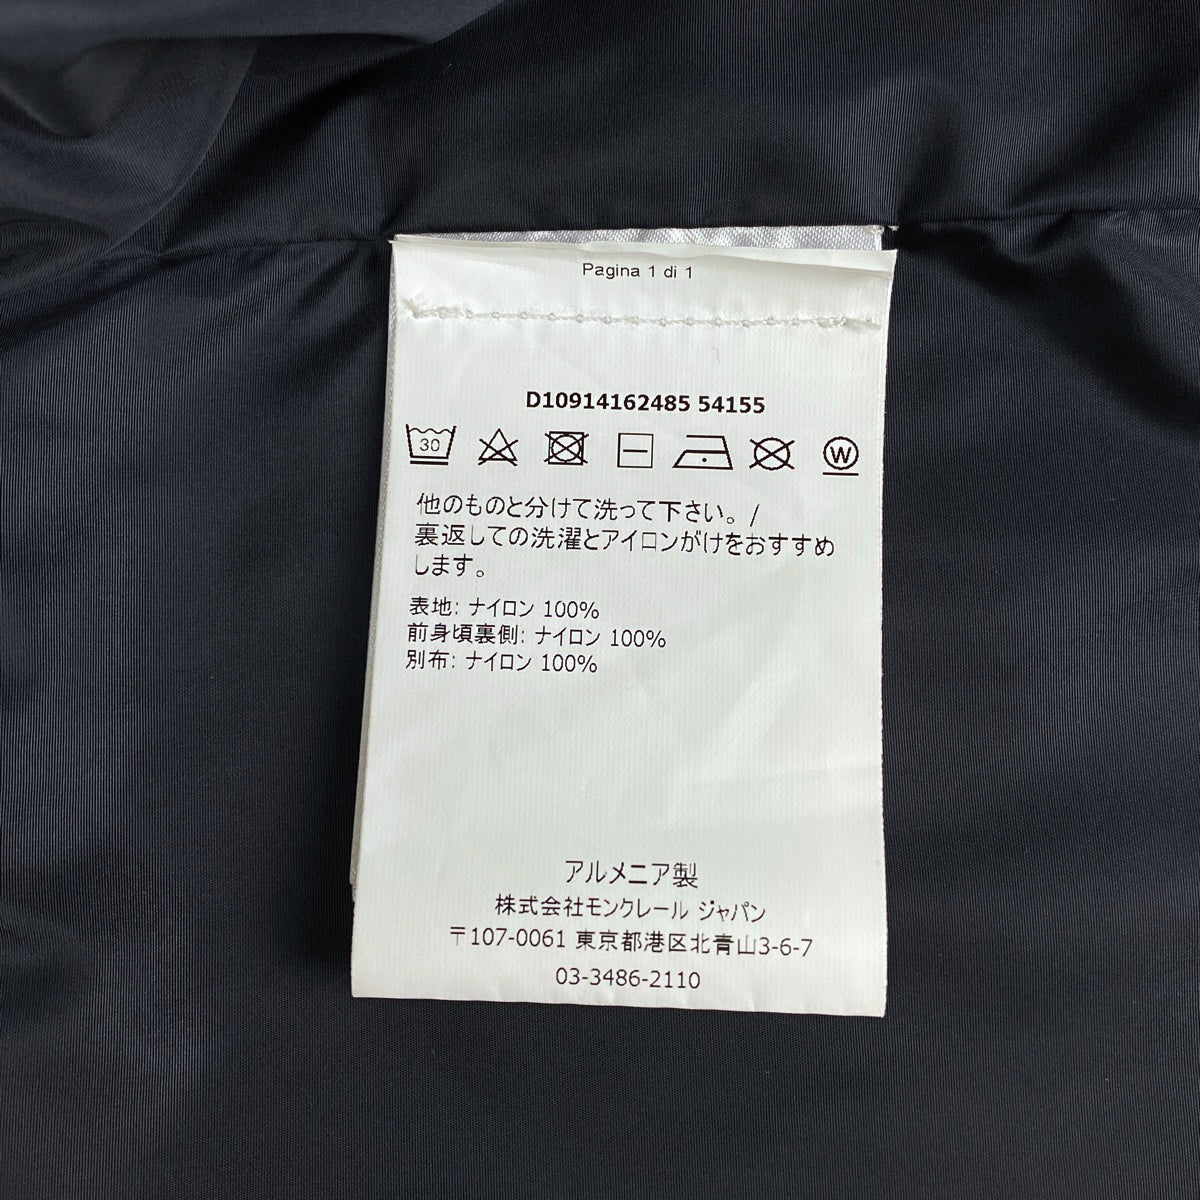 Pagina 1 di 1
D10914162485 54155
30 W
他のものと分けて洗って下さい。/
裏返しての洗濯とアイロンがけをおすすめ
します。
表地: ナイロン 100%
前身頃裏側: ナイロン 100%
別布: ナイロン 100%
アルメニア製
株式会社モンクレール ジャパン
〒107-0061 東京都港区北青山3-6-7
03-3486-2110